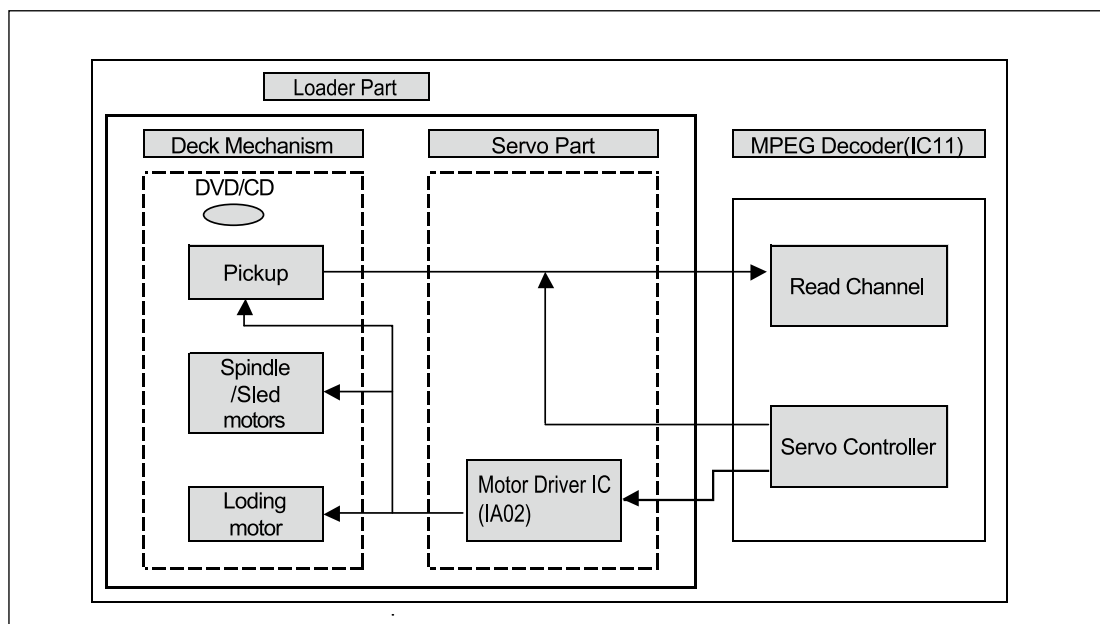 Loader Part
Deck Mechanism
Servo Part
MPEG Decoder(IC11)
DVD/CD
Pickup
Read Channel
Spindle
/Sled
motors
Servo Controller
Motor Driver IC
(IA02)
Loding
motor